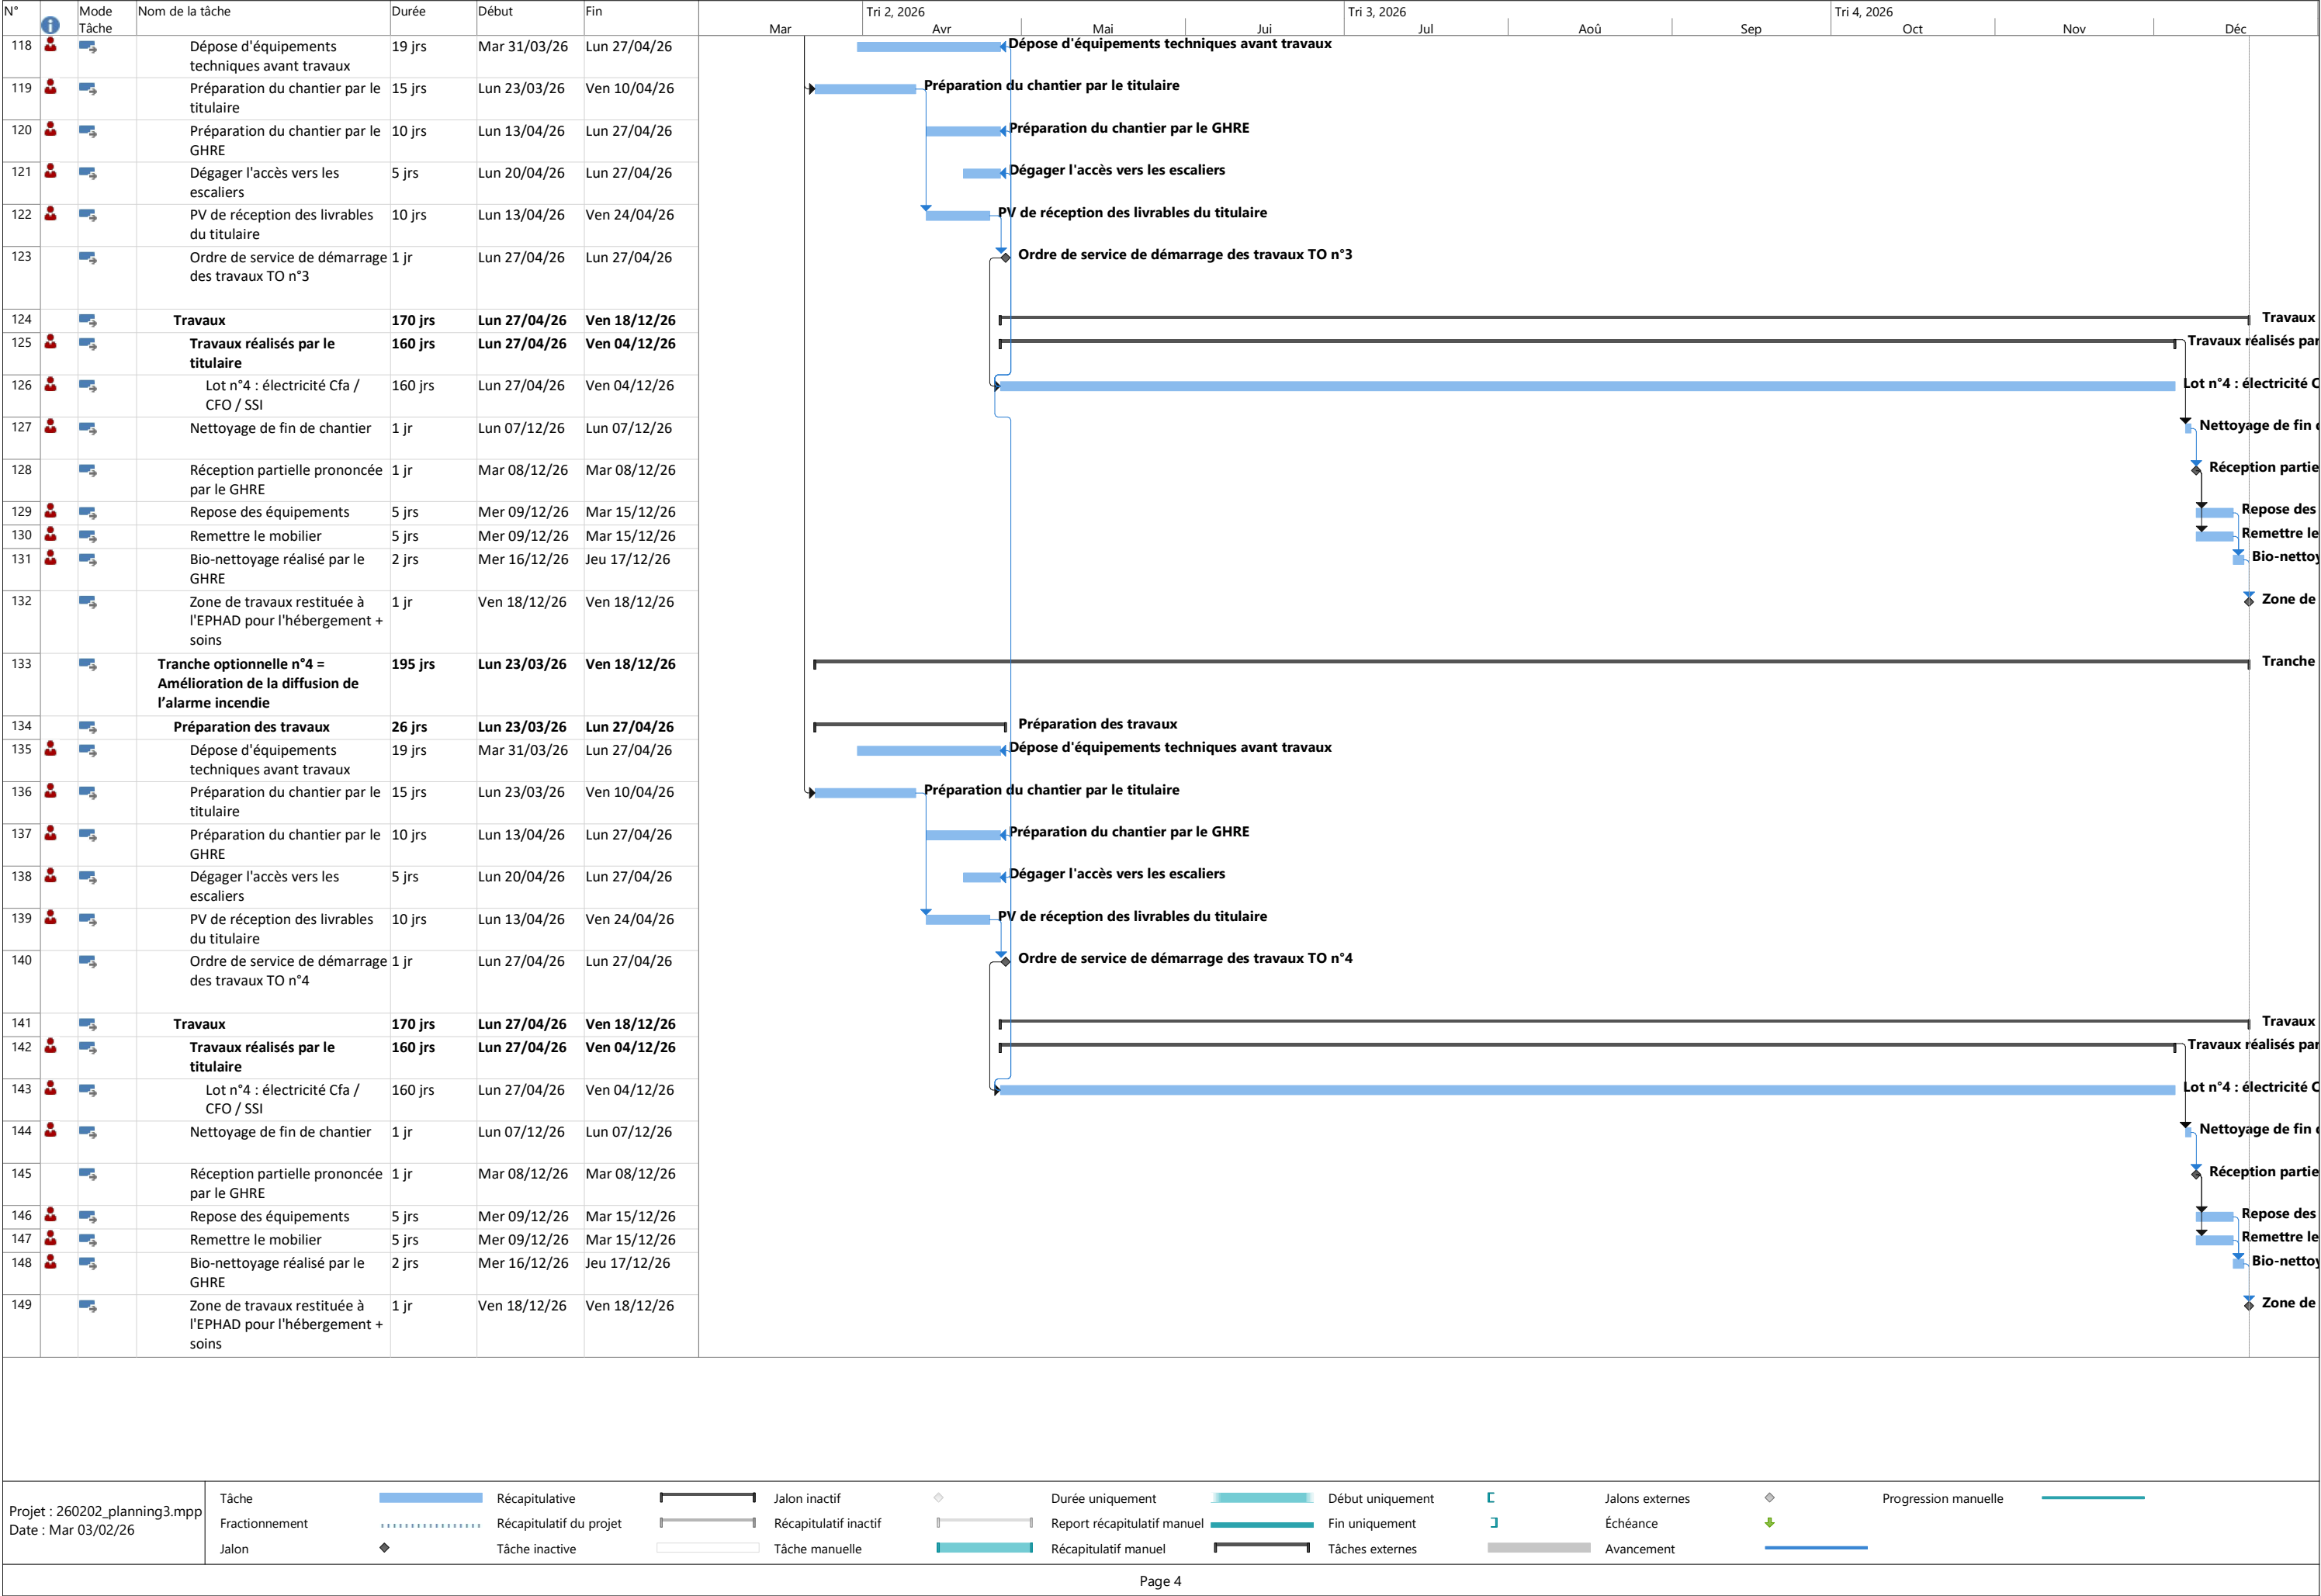 N° Mode Tâche Nom de la tâche Durée Début Fin
Tri 2, 2026 Tri 3, 2026 Tri 4, 2026
Mar Avr Mai Jui Jul Aoû Sep Oct Nov Déc
118 Dépose d'équipements techniques avant travaux 19 jrs Mar 31/03/26 Lun 27/04/26 Dépose d'équipements techniques avant travaux
119 Préparation du chantier par le titulaire 15 jrs Lun 23/03/26 Ven 10/04/26 Préparation du chantier par le titulaire
120 Préparation du chantier par le GHRE 10 jrs Lun 13/04/26 Lun 27/04/26 Préparation du chantier par le GHRE
121 Dégager l'accès vers les escaliers 5 jrs Lun 20/04/26 Lun 27/04/26 Dégager l'accès vers les escaliers
122 PV de réception des livrables du titulaire 10 jrs Lun 13/04/26 Ven 24/04/26 PV de réception des livrables du titulaire
123 Ordre de service de démarrage des travaux TO n°3 1 jr Lun 27/04/26 Lun 27/04/26 Ordre de service de démarrage des travaux TO n°3
124 Travaux 170 jrs Lun 27/04/26 Ven 18/12/26 Travaux
125 Travaux réalisés par le titulaire 160 jrs Lun 27/04/26 Ven 04/12/26 Travaux réalisés par
126 Lot n°4 : électricité Cfa / CFO / SSI 160 jrs Lun 27/04/26 Ven 04/12/26 Lot n°4 : électricité C
127 Nettoyage de fin de chantier 1 jr Lun 07/12/26 Lun 07/12/26 Nettoyage de fin
128 Réception partielle prononcée par le GHRE 1 jr Mar 08/12/26 Mar 08/12/26 Réception partie
129 Repose des équipements 5 jrs Mer 09/12/26 Mar 15/12/26 Repose des
130 Remettre le mobilier 5 jrs Mer 09/12/26 Mar 15/12/26 Remettre le
131 Bio-nettoyage réalisé par le GHRE 2 jrs Mer 16/12/26 Jeu 17/12/26 Bio-nettoy
132 Zone de travaux restituée à l'EPHAD pour l'hébergement + soins 1 jr Ven 18/12/26 Ven 18/12/26 Zone de
133 Tranche optionnelle n°4 = Amélioration de la diffusion de l’alarme incendie 195 jrs Lun 23/03/26 Ven 18/12/26 Tranche
134 Préparation des travaux 26 jrs Lun 23/03/26 Lun 27/04/26 Préparation des travaux
135 Dépose d'équipements techniques avant travaux 19 jrs Mar 31/03/26 Lun 27/04/26 Dépose d'équipements techniques avant travaux
136 Préparation du chantier par le titulaire 15 jrs Lun 23/03/26 Ven 10/04/26 Préparation du chantier par le titulaire
137 Préparation du chantier par le GHRE 10 jrs Lun 13/04/26 Lun 27/04/26 Préparation du chantier par le GHRE
138 Dégager l'accès vers les escaliers 5 jrs Lun 20/04/26 Lun 27/04/26 Dégager l'accès vers les escaliers
139 PV de réception des livrables du titulaire 10 jrs Lun 13/04/26 Ven 24/04/26 PV de réception des livrables du titulaire
140 Ordre de service de démarrage des travaux TO n°4 1 jr Lun 27/04/26 Lun 27/04/26 Ordre de service de démarrage des travaux TO n°4
141 Travaux 170 jrs Lun 27/04/26 Ven 18/12/26 Travaux
142 Travaux réalisés par le titulaire 160 jrs Lun 27/04/26 Ven 04/12/26 Travaux réalisés par
143 Lot n°4 : électricité Cfa / CFO / SSI 160 jrs Lun 27/04/26 Ven 04/12/26 Lot n°4 : électricité C
144 Nettoyage de fin de chantier 1 jr Lun 07/12/26 Lun 07/12/26 Nettoyage de fin
145 Réception partielle prononcée par le GHRE 1 jr Mar 08/12/26 Mar 08/12/26 Réception partie
146 Repose des équipements 5 jrs Mer 09/12/26 Mar 15/12/26 Repose des
147 Remettre le mobilier 5 jrs Mer 09/12/26 Mar 15/12/26 Remettre le
148 Bio-nettoyage réalisé par le GHRE 2 jrs Mer 16/12/26 Jeu 17/12/26 Bio-nettoy
149 Zone de travaux restituée à l'EPHAD pour l'hébergement + soins 1 jr Ven 18/12/26 Ven 18/12/26 Zone de
Projet : 260202_planning3.mpp
Date : Mar 03/02/26
Tâche Récapitulative Jalon inactif Durée uniquement Début uniquement Jalons externes Progression manuelle
Fractionnement Récapitulatif du projet Récapitulatif inactif Report récapitulatif manuel Fin uniquement Échéance
Jalon Tâche inactive Tâche manuelle Récapitulatif manuel Tâches externes Avancement
Page 4